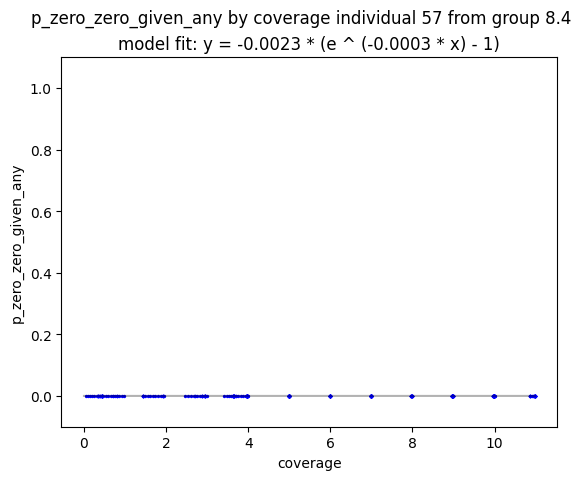 p_zero_zero_given_any by coverage individual 57 from group 8.4
model fit: y = -0.0023 * (e ^ (-0.0003 * x) - 1)
1.0
0.8
0.6
0.4
0.2
0.0
p_zero_zero_given_any
0 2 4 6 8 10
coverage